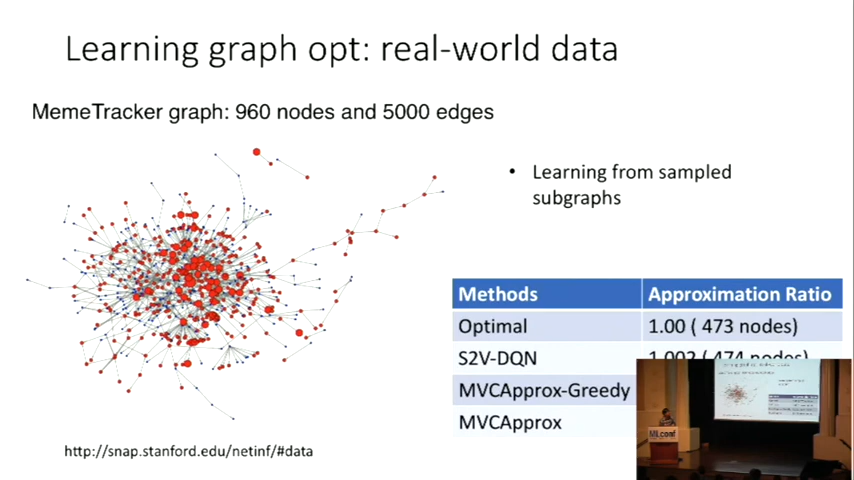 Learning graph opt: real-world data
MemeTracker graph: 960 nodes and 5000 edges
• Learning from sampled
subgraphs
Methods Approximation Ratio
Optimal 1.00 ( 473 nodes)
S2V-DQN 1.002 ( 474 nodes)
MVCApprox-Greedy
MVCApprox
http://snap.stanford.edu/netinf/#data
MLconf